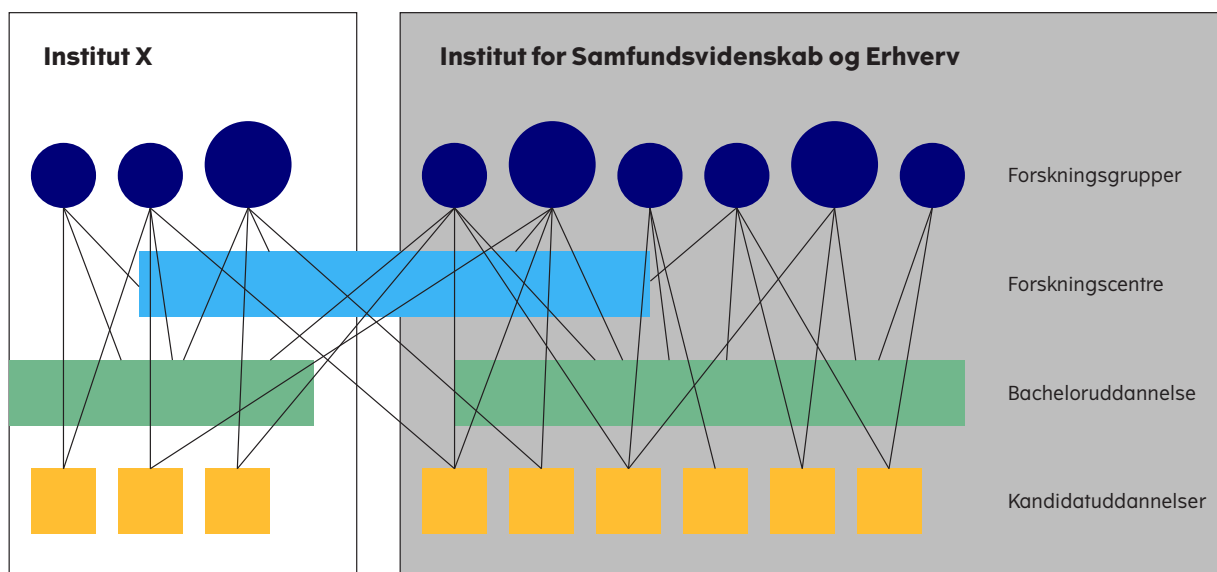 Institut X
Institut for Samfundsvidenskab og Erhverv
Forskningsgrupper
Forskningscentre
Bacheloruddannelse
Kandidatuddannelser